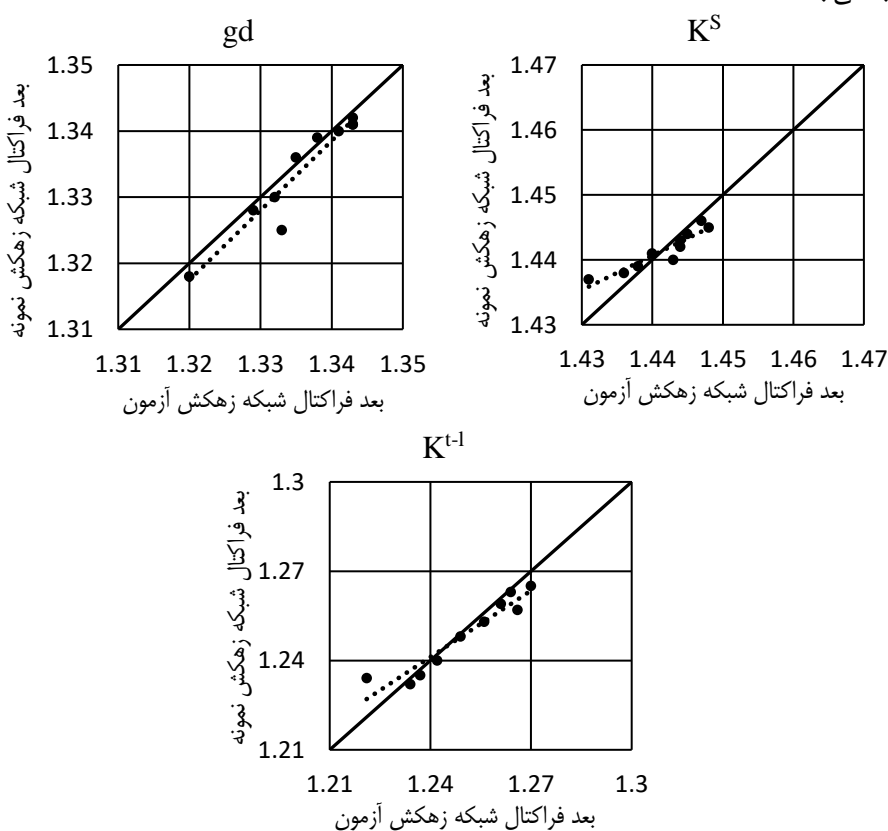 gd
1.35
1.34
1.33
1.32
1.31
1.31 1.32 1.33 1.34 1.35
بعد فراکتال شبکه زهکش نمونه
بعد فراکتال شبکه زهکش آزمون
K^S
1.47
1.46
1.45
1.44
1.43
1.43 1.44 1.45 1.46 1.47
بعد فراکتال شبکه زهکش نمونه
بعد فراکتال شبکه زهکش آزمون
K^t-l
1.3
1.27
1.24
1.21
1.21 1.24 1.27 1.3
بعد فراکتال شبکه زهکش نمونه
بعد فراکتال شبکه زهکش آزمون